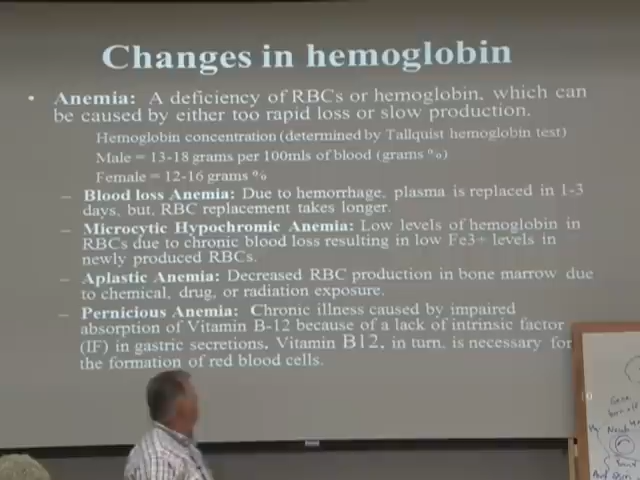 Changes in hemoglobin
• Anemia: A deficiency of RBCs or hemoglobin, which can
be caused by either too rapid loss or slow production.
Hemoglobin concentration (determined by Tallquist hemoglobin test)
Male = 13-18 grams per 100mls of blood (grams %)
Female = 12-16 grams %
– Blood loss Anemia: Due to hemorrhage, plasma is replaced in 1-3
days, but, RBC replacement takes longer.
– Microcytic Hypochromic Anemia: Low levels of hemoglobin in
RBCs due to chronic blood loss resulting in low Fe3+ levels in
newly produced RBCs.
– Aplastic Anemia: Decreased RBC production in bone marrow due
to chemical, drug, or radiation exposure.
– Pernicious Anemia: Chronic illness caused by impaired
absorption of Vitamin B-12 because of a lack of intrinsic factor
(IF) in gastric secretions. Vitamin B12, in turn, is necessary for
the formation of red blood cells.